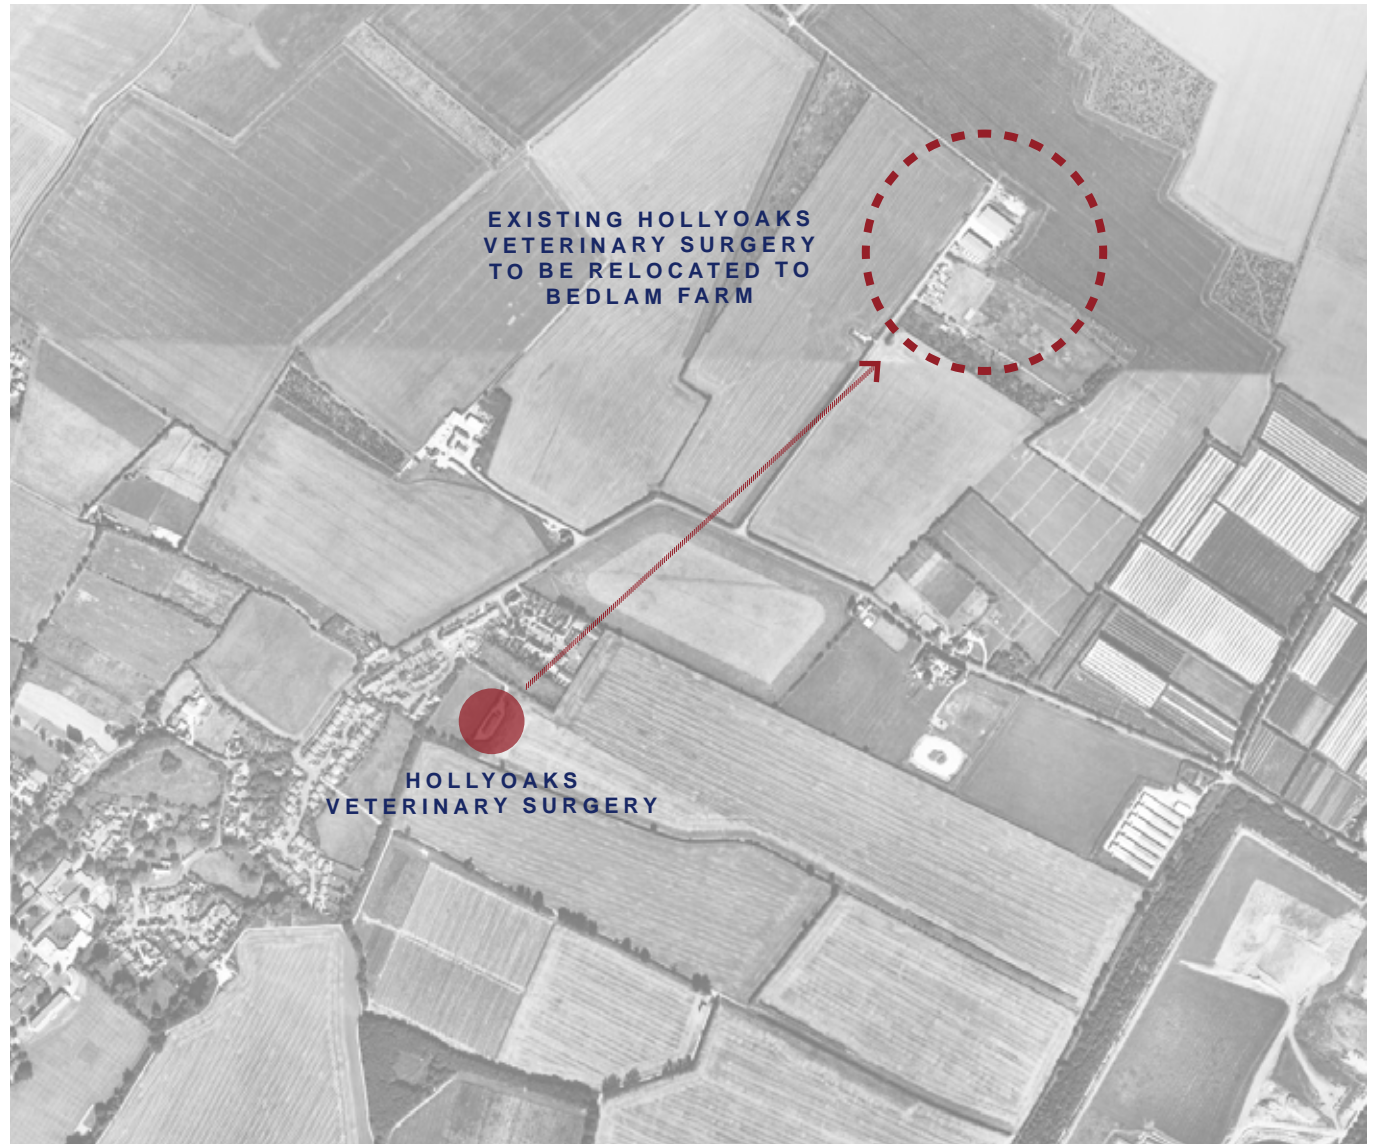 EXISTING HOLLYOAKS
VETERINARY SURGERY
TO BE RELOCATED TO
BEDLAM FARM
HOLLYOAKS
VETERINARY SURGERY